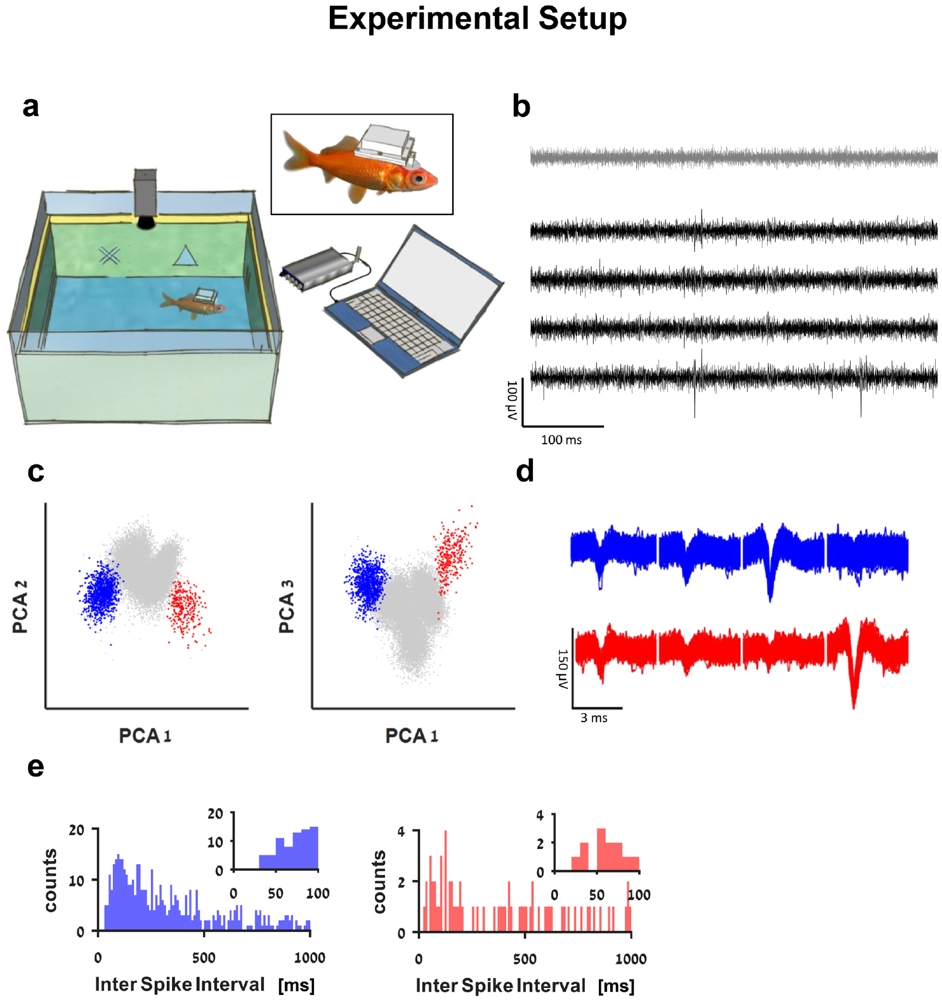 Experimental Setup
a
b
100 µV
100 ms
c
d
PCA 2
PCA 1
PCA 3
PCA 1
150 µV
3 ms
e
counts
20
10
0
0
500
1000
Inter Spike Interval [ms]
20
10
0
0
50
100
counts
4
2
0
0
500
1000
Inter Spike Interval [ms]
4
2
0
0
50
100